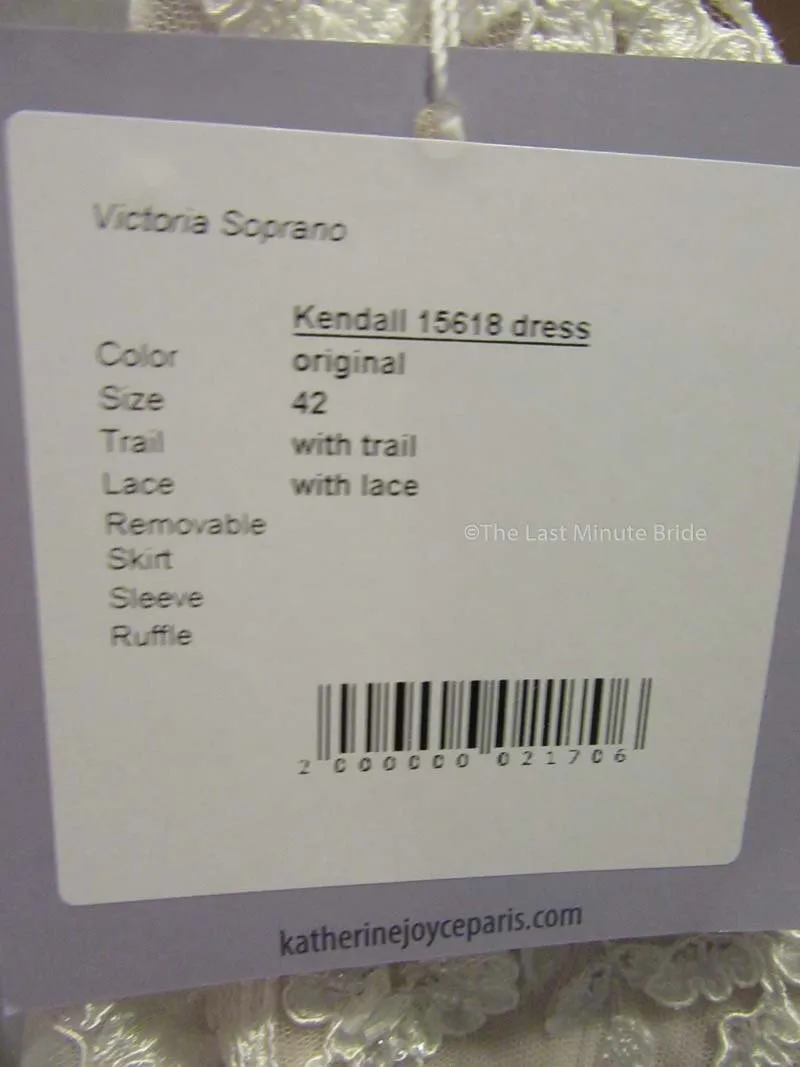 Victoria Soprano
Kendall 15618 dress
Color original
Size 42
Trail with trail
Lace with lace
Removable
Skirt
Sleeve
Ruffle
©The Last Minute Bride
2 000000 021706
katherinejoyceparis.com